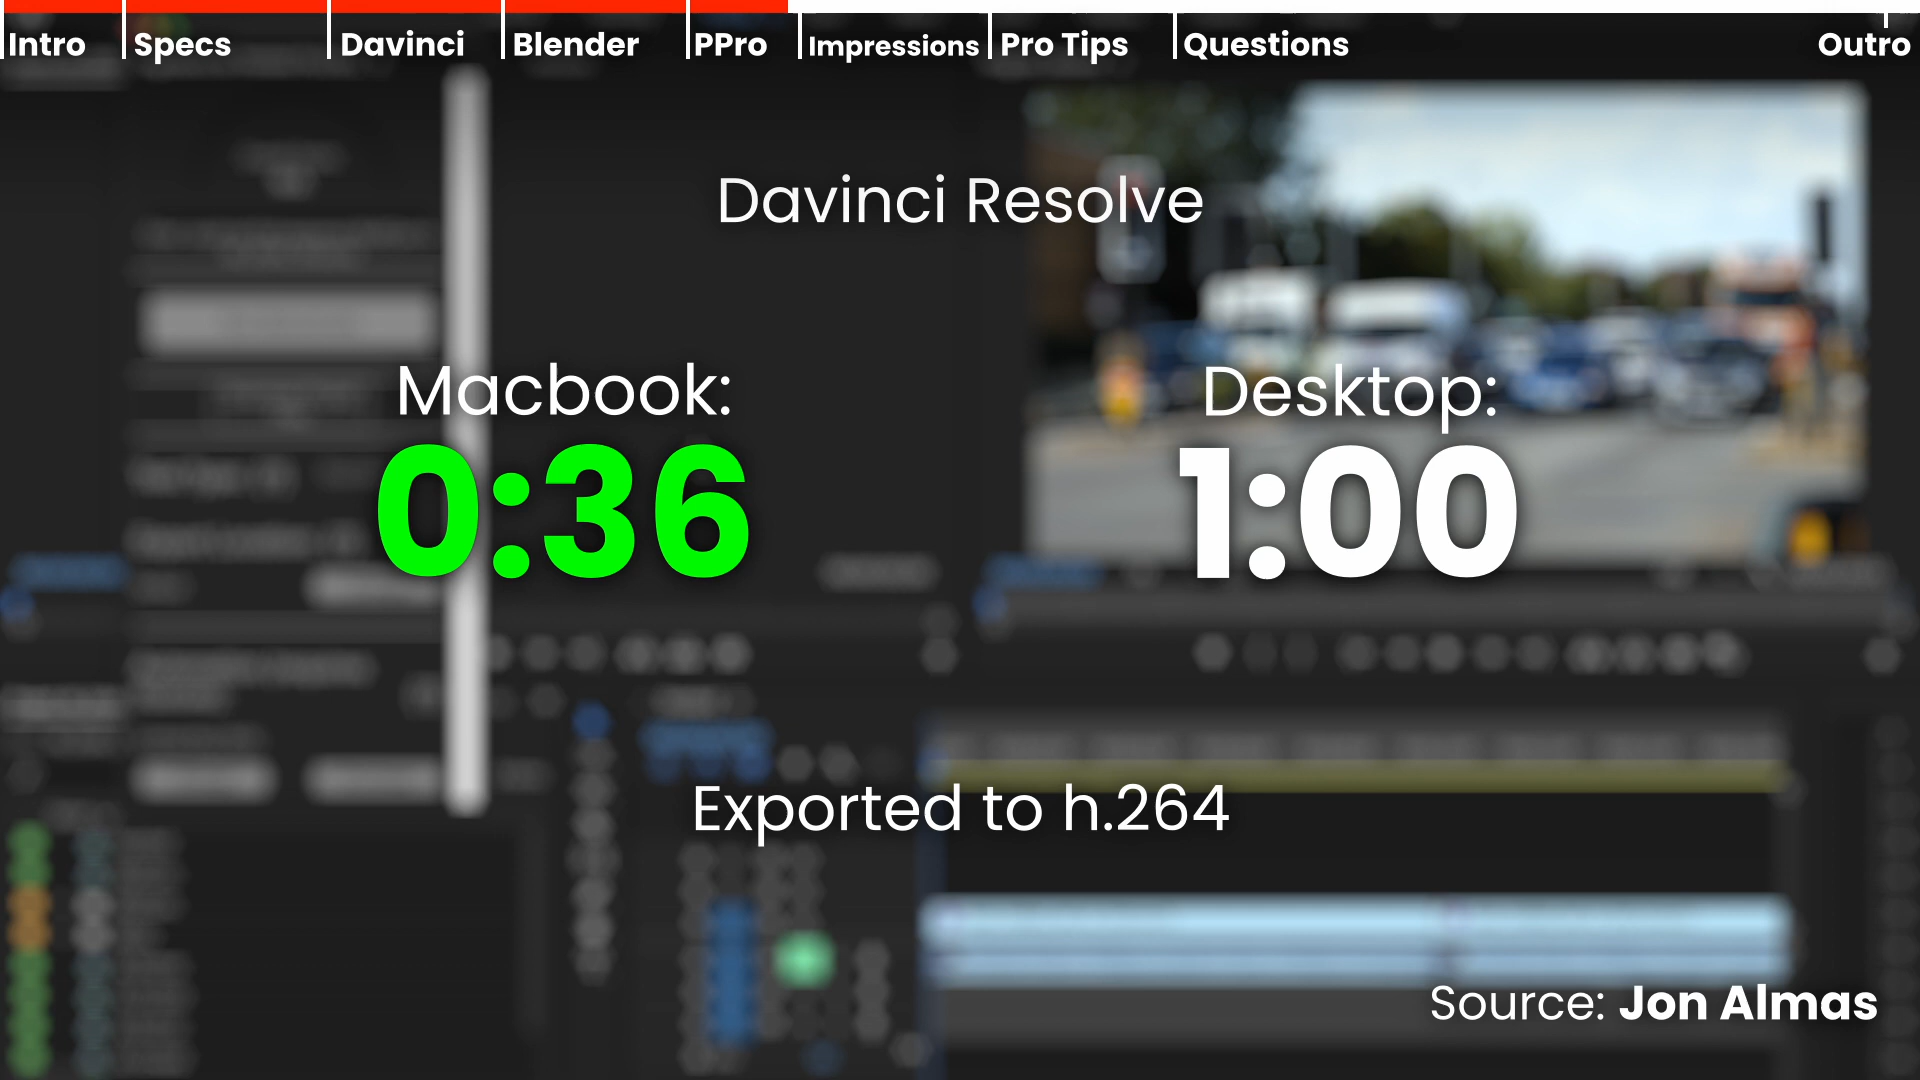 Intro Specs Davinci Blender PPro Impressions Pro Tips Questions Outro
Davinci Resolve
Macbook: Desktop:
0:36 1:00
Exported to h.264
Source: Jon Almas